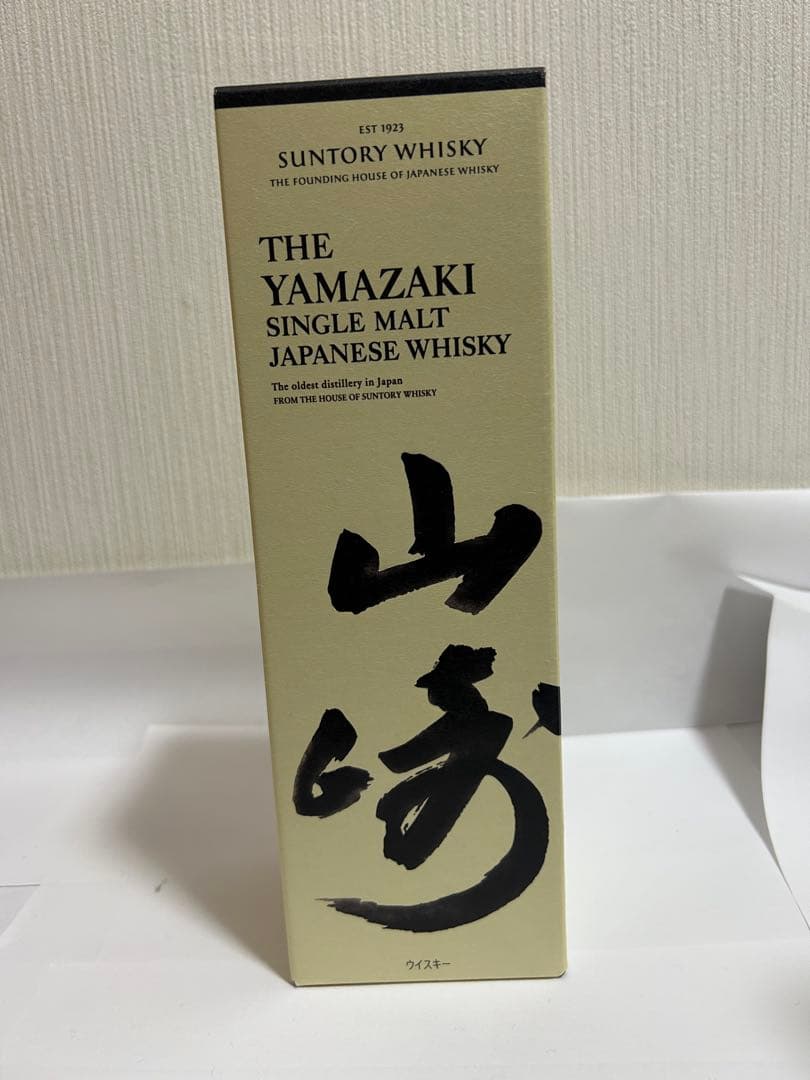 EST 1923
SUNTORY WHISKY
THE FOUNDING HOUSE OF JAPANESE WHISKY
THE
YAMAZAKI
SINGLE MALT
JAPANESE WHISKY
The oldest distillery in Japan
FROM THE HOUSE OF SUNTORY WHISKY
山
崎
ウイスキー